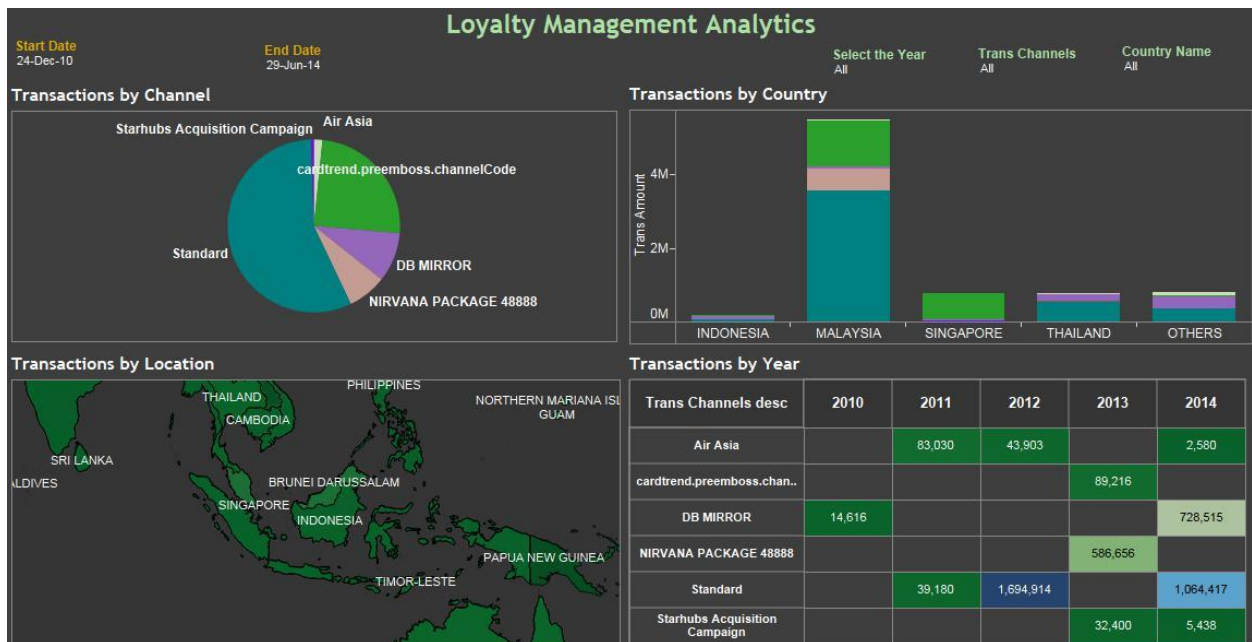 Loyalty Management Analytics
Start Date
24-Dec-10
End Date
29-Jun-14
Select the Year
All
Trans Channels
All
Country Name
All
Transactions by Channel
Starhubs Acquisition Campaign
Air Asia
cardtrend.preemboss.channelCode
Standard
DB MIRROR
NIRVANA PACKAGE 48888
Transactions by Country
Trans Amount
4M
2M
0M
INDONESIA MALAYSIA SINGAPORE THAILAND OTHERS
Transactions by Location
PHILIPPINES
THAILAND
NORTHERN MARIANA ISL
GUAM
CAMBODIA
SRI LANKA
ALDIVES
BRUNEI DARUSSALAM
SINGAPORE
INDONESIA
PAPUA NEW GUINEA
TIMOR-LESTE
Transactions by Year
Trans Channels desc 2010 2011 2012 2013 2014
Air Asia 83,030 43,903 2,580
cardtrend.preemboss.chan.. 89,216
DB MIRROR 14,616 728,515
NIRVANA PACKAGE 48888 586,656
Standard 39,180 1,694,914 1,064,417
Starhubs Acquisition
Campaign 32,400 5,438